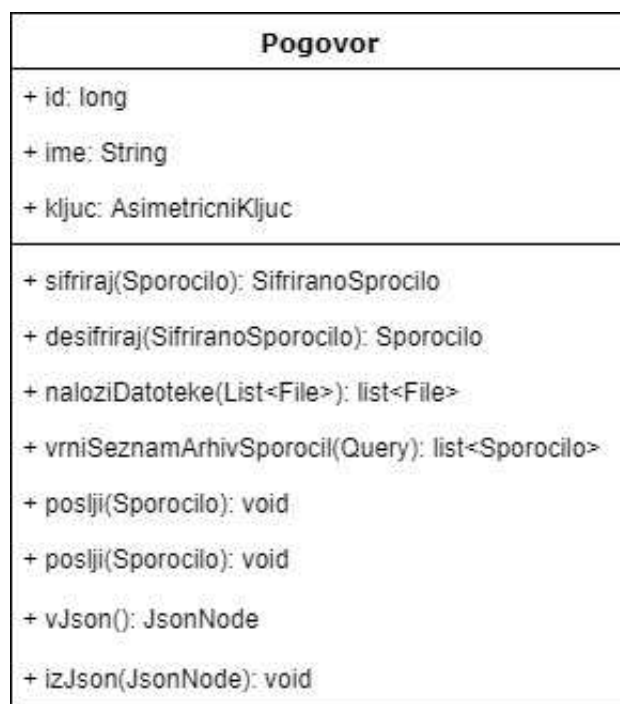 Pogovor
+ id: long
+ ime: String
+ kljuc: AsimetricniKljuc
+ sifriraj(Sporocilo): SifriranoSprocilo
+ desifriraj(SifriranoSporocilo): Sporocilo
+ naloziDatoteke(List<File>): list<File>
+ vrniSeznamArhivSporocil(Query): list<Sporocilo>
+ poslji(Sporocilo): void
+ poslji(Sporocilo): void
+ vJson(): JsonNode
+ izJson(JsonNode): void